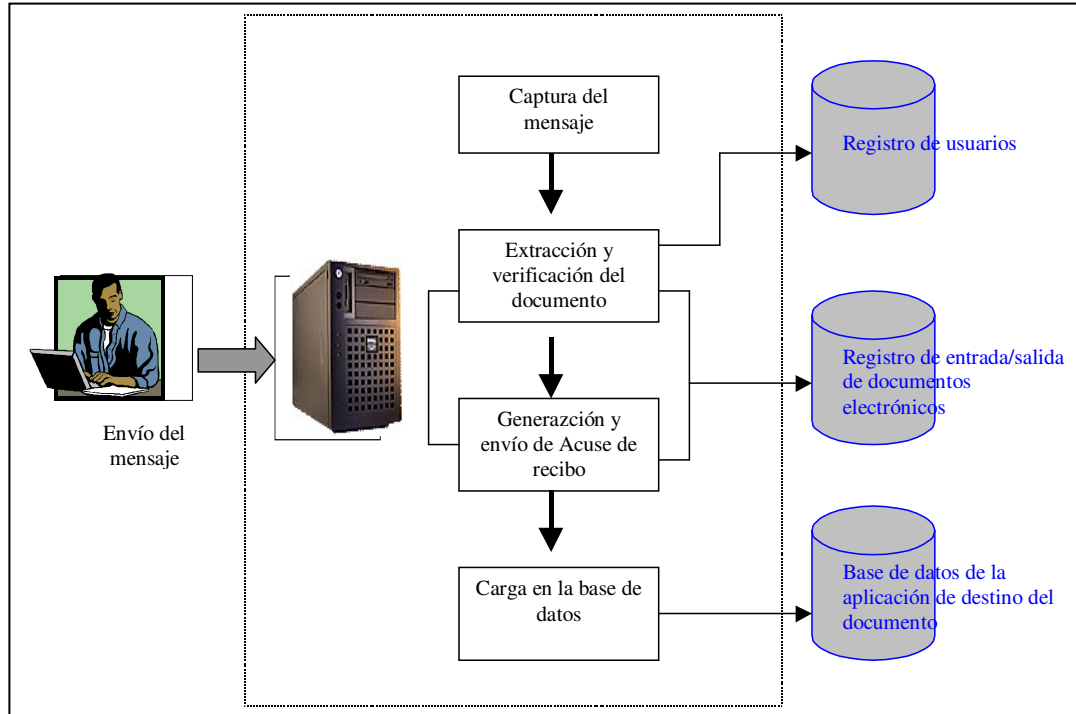 Captura del
mensaje
Registro de usuarios
Extracción y
verificación del
documento
Envío del
mensaje
Registro de entrada/salida
de documentos
electrónicos
Generazción y
envío de Acuse de
recibo
Carga en la base de
datos
Base de datos de la
aplicación de destino del
documento